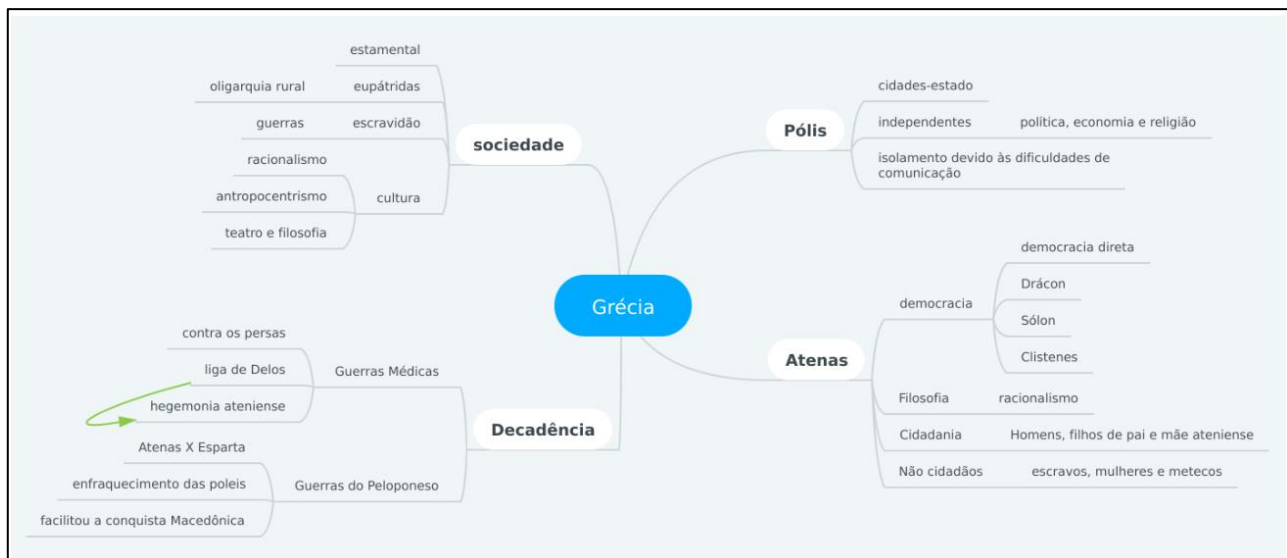 Grécia
sociedade
estamental
eupátridas
oligarquia rural
escravidão
guerras
cultura
racionalismo
antropocentrismo
teatro e filosofia
Pólis
cidades-estado
independentes
política, economia e religião
isolamento devido às dificuldades de
comunicação
Atenas
democracia
democracia direta
Drácon
Sólon
Clistenes
Filosofia
racionalismo
Cidadania
Homens, filhos de pai e mãe ateniense
Não cidadãos
escravos, mulheres e metecos
Decadência
Guerras Médicas
contra os persas
liga de Delos
hegemonia ateniense
Guerras do Peloponeso
Atenas X Esparta
enfraquecimento das poleis
facilitou a conquista Macedônica